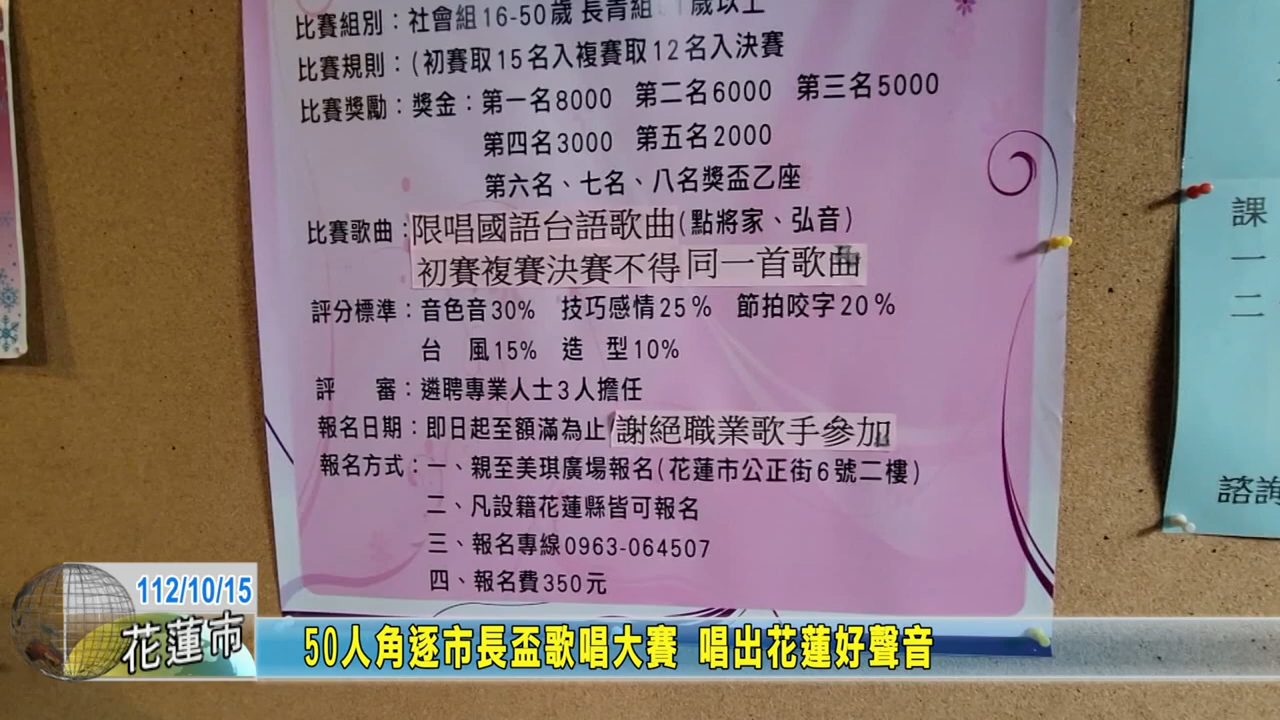 比賽組別：社會組16-50歲 長青組 1歲以上
比賽規則：(初賽取15名入複賽取12名入決賽
比賽獎勵：獎金：第一名8000 第二名6000 第三名5000
第四名3000 第五名2000
第六名、七名、八名獎盃乙座
比賽歌曲：限唱國語台語歌曲(點將家、弘音)
初賽複賽決賽不得同一首歌曲
評分標準：音色音30% 技巧感情25% 節拍咬字20%
台 風15% 造 型10%
評 審：遴聘專業人士3人擔任
報名日期：即日起至額滿為止謝絕職業歌手參加
報名方式：一、親至美琪廣場報名(花蓮市公正街6號二樓)
二、凡設籍花蓮縣皆可報名
三、報名專線0963-064507
四、報名費350元
課
一
二
諮詢
112/10/15
花蓮市
50人角逐市長盃歌唱大賽 唱出花蓮好聲音